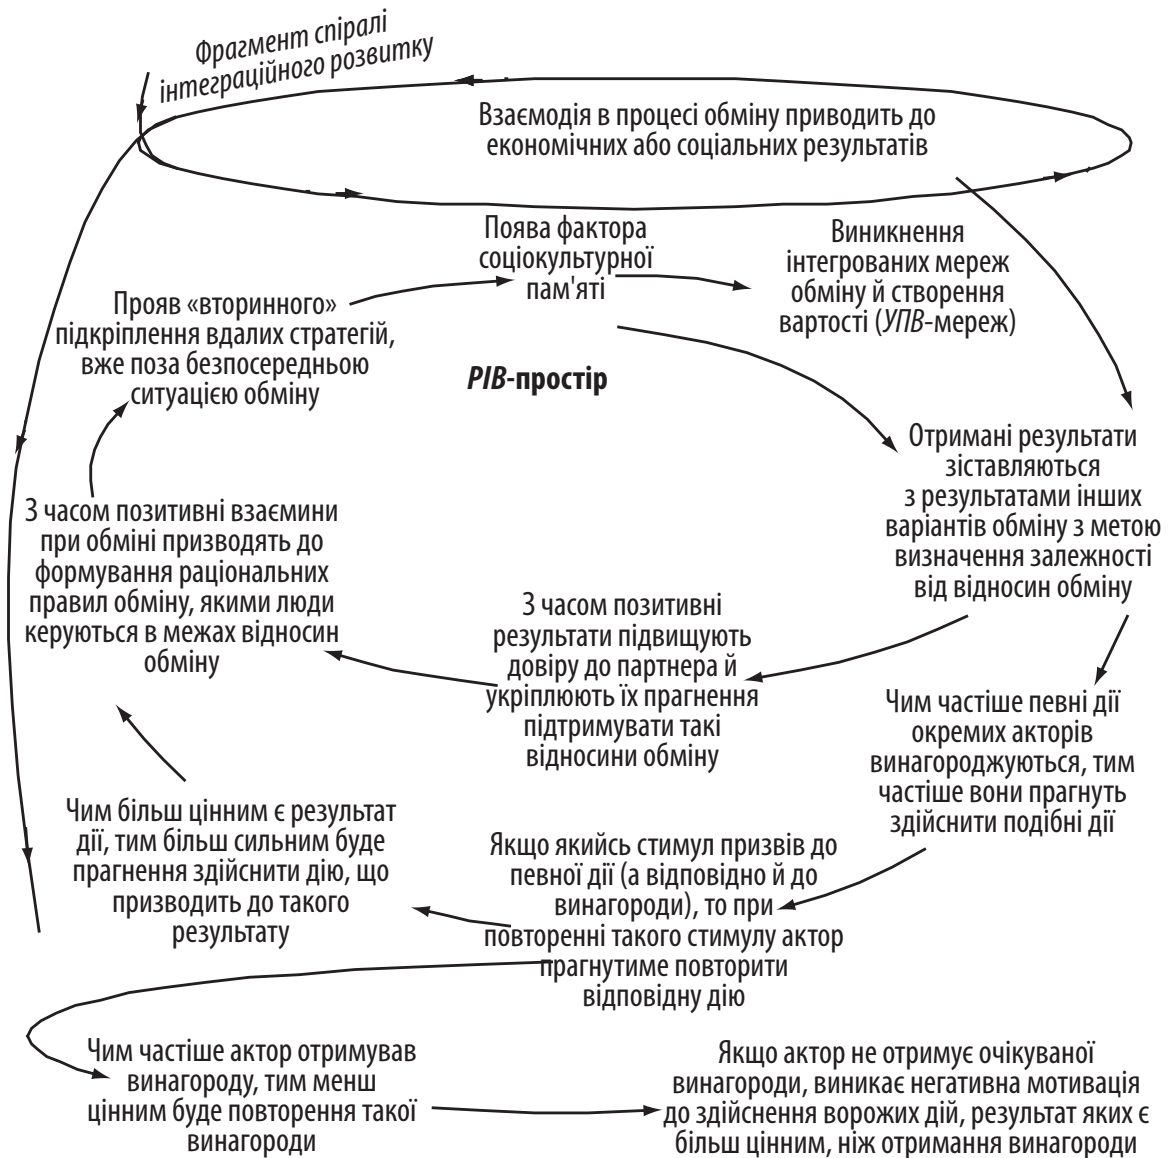 Фрагмент спіралі
інтеграційного розвитку
Взаємодія в процесі обміну приводить до
економічних або соціальних результатів
Поява фактора
соціокультурної
пам'яті
Виникнення
інтегрованих мереж
обміну й створення
вартості (УПВ-мереж)
Прояв «вторинного»
підкріплення вдалих стратегій,
вже поза безпосередньою
ситуацією обміну
РІВ-простір
Отримані результати
зіставляються
з результатами інших
варіантів обміну з метою
визначення залежності
від відносин обміну
З часом позитивні взаємини
при обміні призводять до
формування раціональних
правил обміну, якими люди
керуються в межах відносин
обміну
З часом позитивні
результати підвищують
довіру до партнера й
укріплюють їх прагнення
підтримувати такі
відносини обміну
Чим частіше певні дії
окремих акторів
винагороджуються, тим
частіше вони прагнуть
здійснити подібні дії
Чим більш цінним є результат
дії, тим більш сильним буде
прагнення здійснити дію, що
призводить до такого
результату
Якщо якийсь стимул призвів до
певної дії (а відповідно й до
винагороди), то при
повторенні такого стимулу актор
прагнутиме повторити
відповідну дію
Чим частіше актор отримував
винагороду, тим менш
цінним буде повторення такої
винагороди
Якщо актор не отримує очікуваної
винагороди, виникає негативна мотивація
до здійснення ворожих дій, результат яких є
більш цінним, ніж отримання винагороди